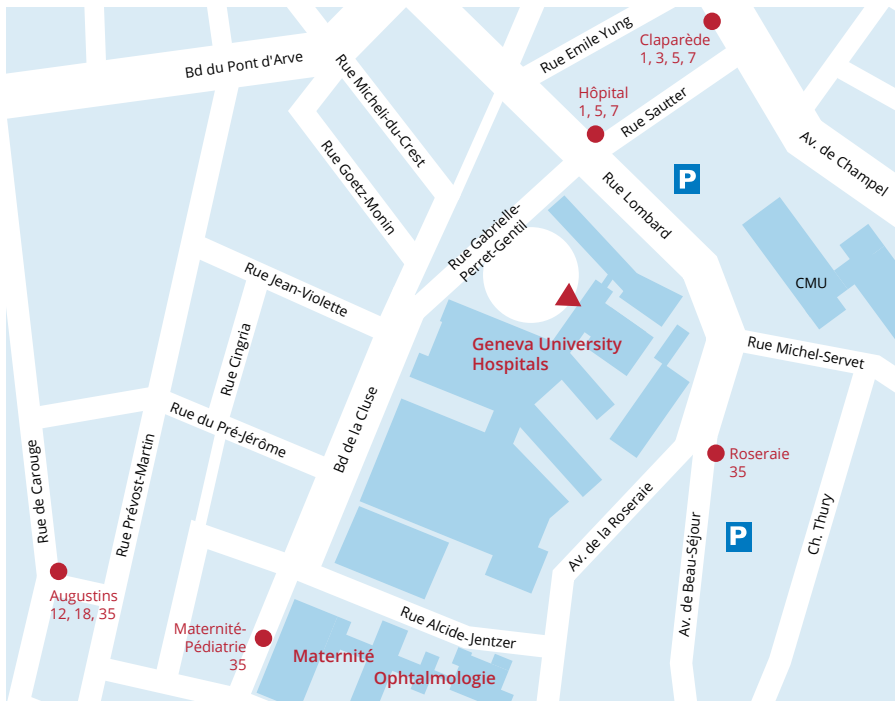 Claparède
1, 3, 5, 7
Rue Emile Yung
Bd du Pont d'Arve
Hôpital
1, 5, 7
Rue Sautter
Rue Micheli-du-Crest
Av. de Champel
P
Rue Goetz-Monin
Rue Lombard
Rue Gabrielle-
Perret-Gentil
CMU
Rue Jean-Violette
Geneva University
Hospitals
Rue Michel-Servet
Rue Cingria
Rue du Pré-Jérôme
Bd de la Cluse
Roseraie
35
Rue de Carouge
Rue Prévost-Martin
Av. de la Roseraie
P
Ch. Thury
Av. de Beau-Séjour
Augustins
12, 18, 35
Rue Alcide-Jentzer
Maternité-
Pédiatrie
35
Maternité
Ophtalmologie